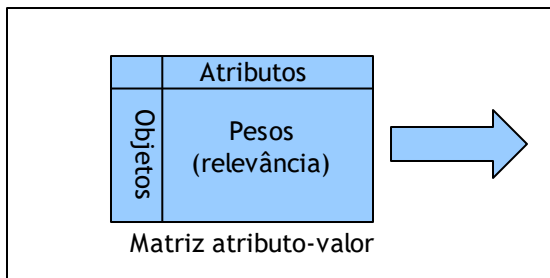 Atributos
Objetos
Pesos
(relevância)
Matriz atributo-valor